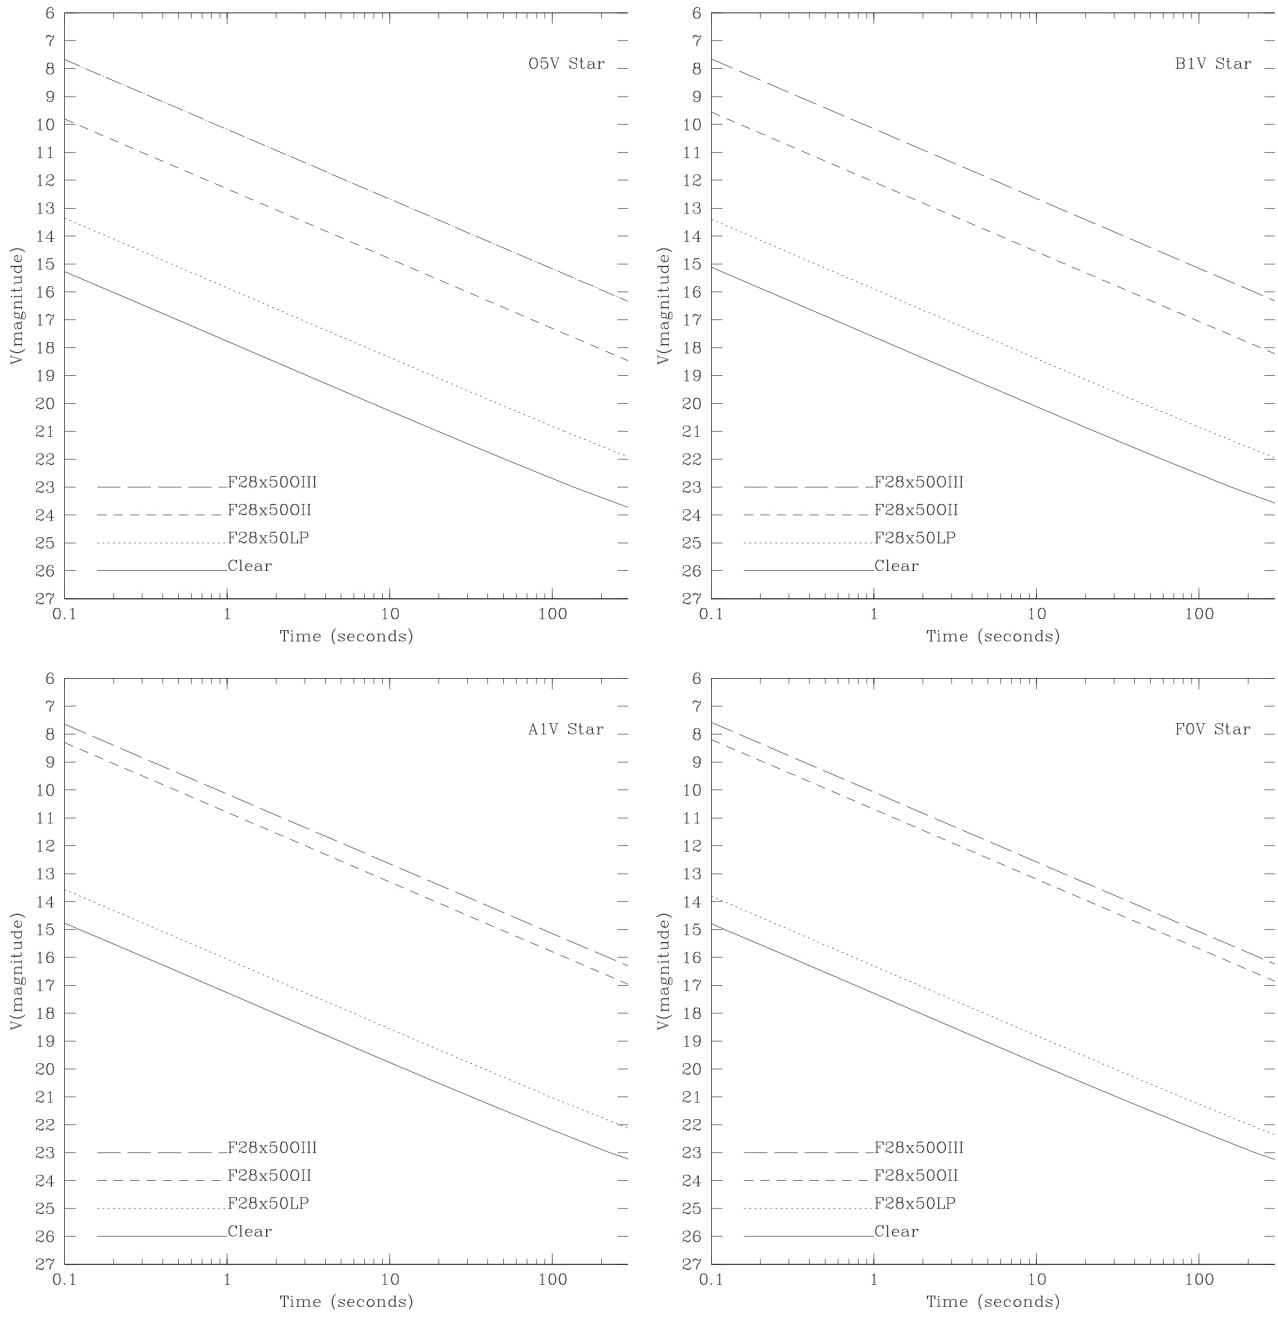 6
7
8
9
10
11
12
13
14
15
16
17
18
19
20
21
22
23
24
25
26
27
V(magnitude)
O5V Star
F28x50OIII
F28x50OII
F28x50LP
Clear
0.1 1 10 100
Time (seconds)
6
7
8
9
10
11
12
13
14
15
16
17
18
19
20
21
22
23
24
25
26
27
V(magnitude)
B1V Star
F28x50OIII
F28x50OII
F28x50LP
Clear
0.1 1 10 100
Time (seconds)
6
7
8
9
10
11
12
13
14
15
16
17
18
19
20
21
22
23
24
25
26
27
V(magnitude)
A1V Star
F28x50OIII
F28x50OII
F28x50LP
Clear
0.1 1 10 100
Time (seconds)
6
7
8
9
10
11
12
13
14
15
16
17
18
19
20
21
22
23
24
25
26
27
V(magnitude)
F0V Star
F28x50OIII
F28x50OII
F28x50LP
Clear
0.1 1 10 100
Time (seconds)